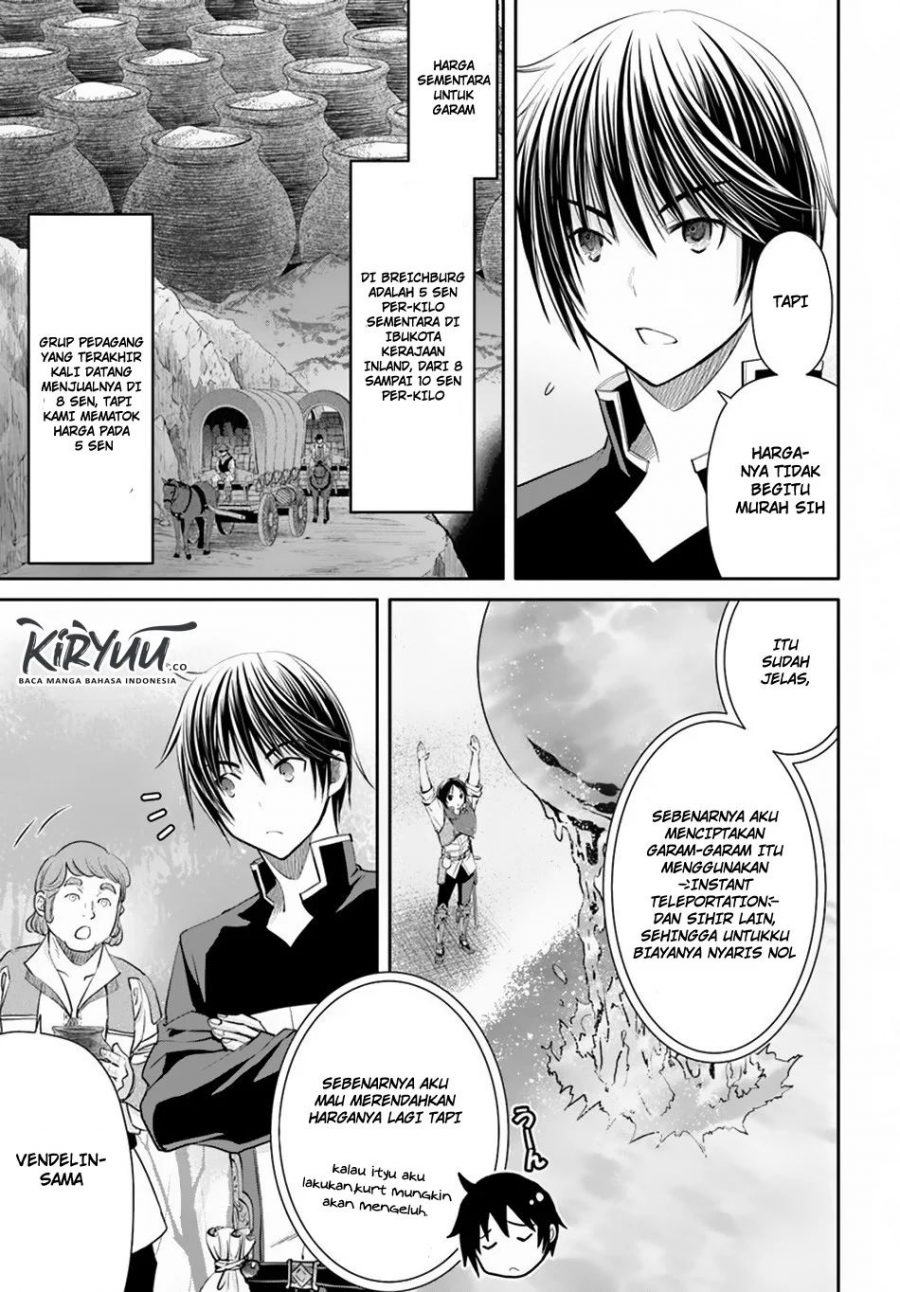 TAPI
HARGA-
NYA TIDAK
BEGITU
MURAH SIH
HARGA
SEMENTARA
UNTUK
GARAM
DI BREICHBURG
ADALAH 5 SEN
PER-KILO
SEMENTARA DI
IBUKOTA
KERAJAAN
INLAND, DARI 8
SAMPAI 10 SEN
PER-KILO
GRUP PEDAGANG
YANG TERAKHIR
KALI DATANG
MENJUALNYA DI
8 SEN, TAPI
KAMI MEMATOK
HARGA PADA
5 SEN
ITU
SUDAH
JELAS,
SEBENARNYA AKU
MENCIPTAKAN
GARAM-GARAM ITU
MENGGUNAKAN
-INSTANT
TELEPORTATION-
DAN SIHIR LAIN,
SEHINGGA UNTUKKU
BIAYANYA NYARIS NOL
KIRYUU.CO
BACA MANGA BAHASA INDONESIA
SEBENARNYA AKU
MAU MERENDAHKAN
HARGANYA LAGI TAPI
kalau ityu aku
lakukan,kurt mungkin
akan mengeluh.
うーん
VENDELIN-
SAMA